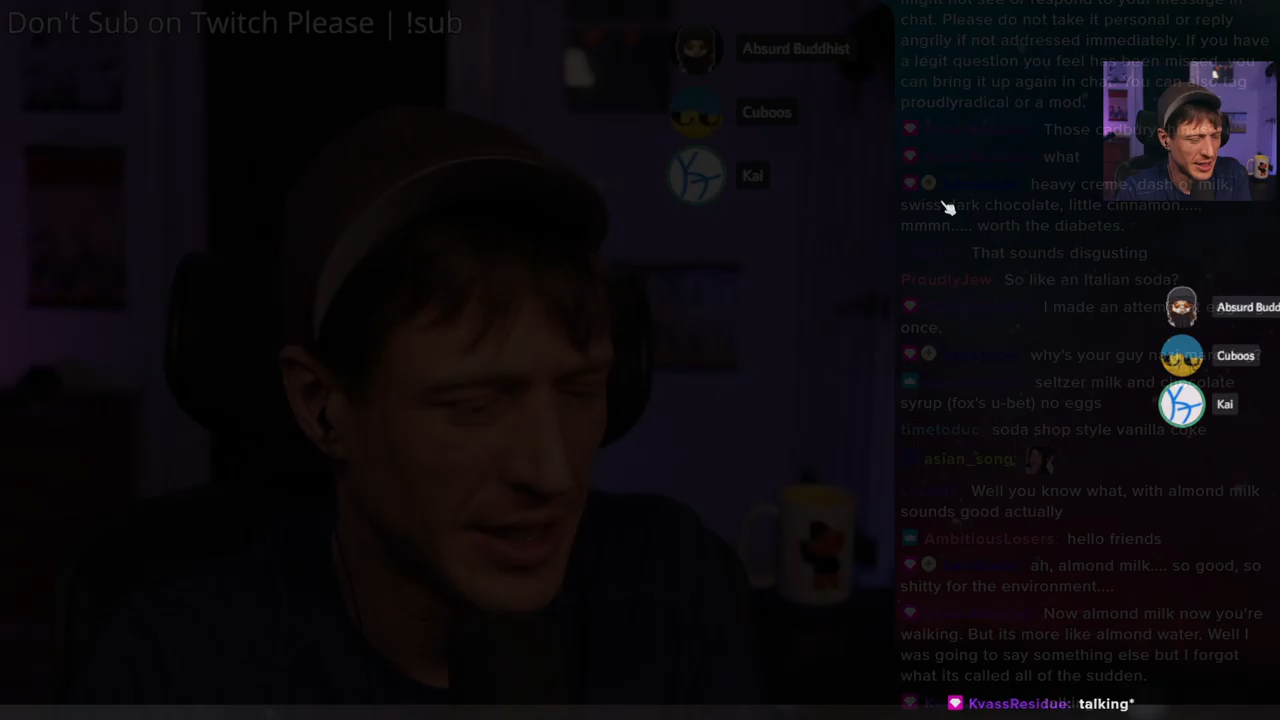 Don't Sub on Twitch Please | !sub
Absurd Buddhist
Cuboos
Kai
might not see or respond to your message in
chat. Please do not take it personal or reply
angrily if not addressed immediately. If you have
a legit question you feel has been missed, you
can bring it up again in chat. You can also tag
proudlyradical or a mod.
Those cadbury
what
heavy creme, dash of milk,
swiss dark chocolate, little cinnamon.....
mmmn..... worth the diabetes.
That sounds disgusting
ProudlyJew So like an Italian soda?
I made an attem
once.
Absurd Budd
why's your guy
Cuboos
seltzer milk and chocolate
syrup (fox's u-bet) no eggs
Kai
timetoduc: soda shop style vanilla coke
asian_song:
Well you know what, with almond milk
sounds good actually
AmbitiousLosers: hello friends
ah, almond milk.... so good, so
shitty for the environment....
Now almond milk now you're
walking. But its more like almond water. Well I
was going to say something else but I forgot
what its called all of the sudden.
KvassResidue: talking*